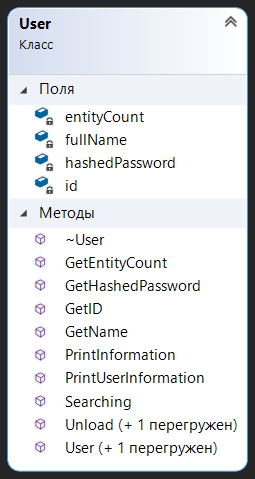 User
Класс
Поля
entityCount
fullName
hashedPassword
id
Методы
~User
GetEntityCount
GetHashedPassword
GetID
GetName
PrintInformation
PrintUserInformation
Searching
Unload (+ 1 перегружен)
User (+ 1 перегружен)